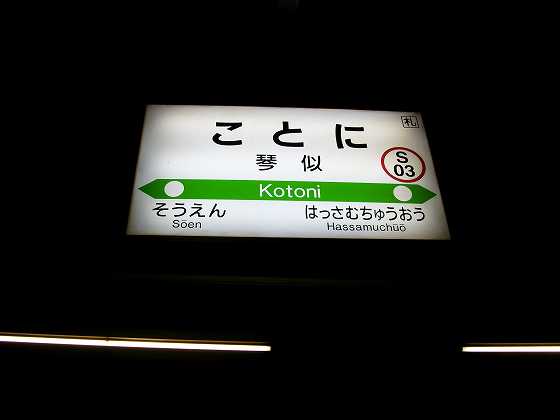 札
こ と に
琴 似
S
03
Kotoni
そうえん
Sōen
はっさむちゅうおう
Hassamuchūō